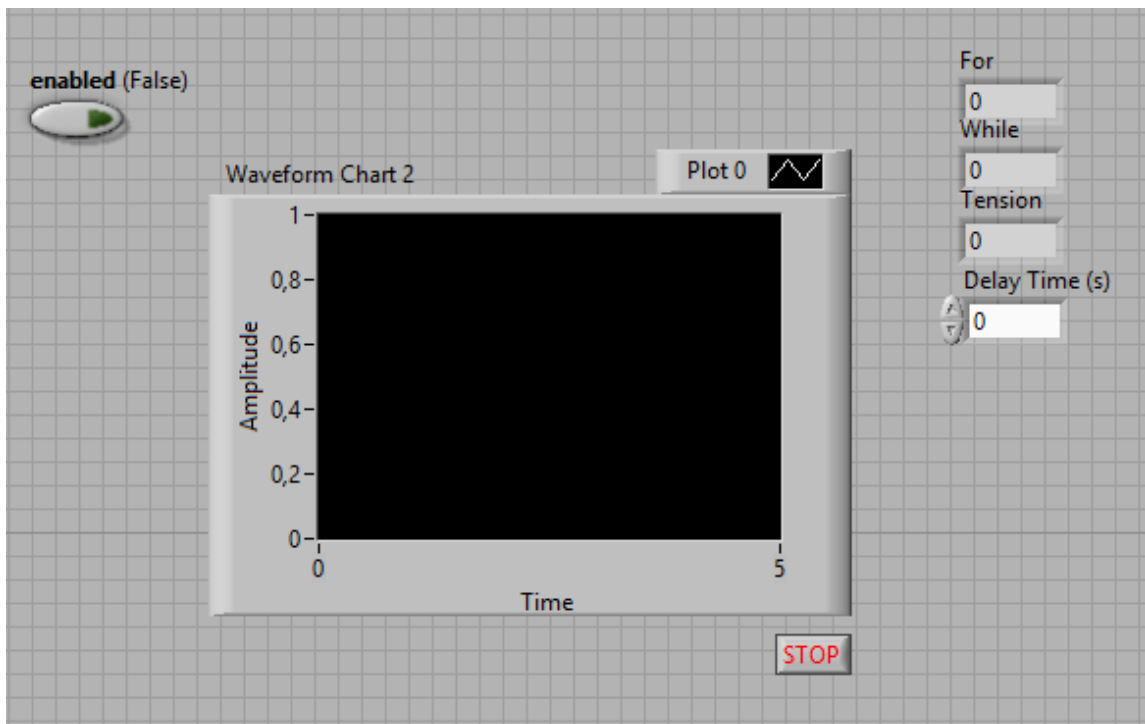 enabled (False)
For
0
While
0
Tension
0
Delay Time (s)
0
Waveform Chart 2
Plot 0
1
0,8
0,6
0,4
0,2
0
Amplitude
0
5
Time
STOP